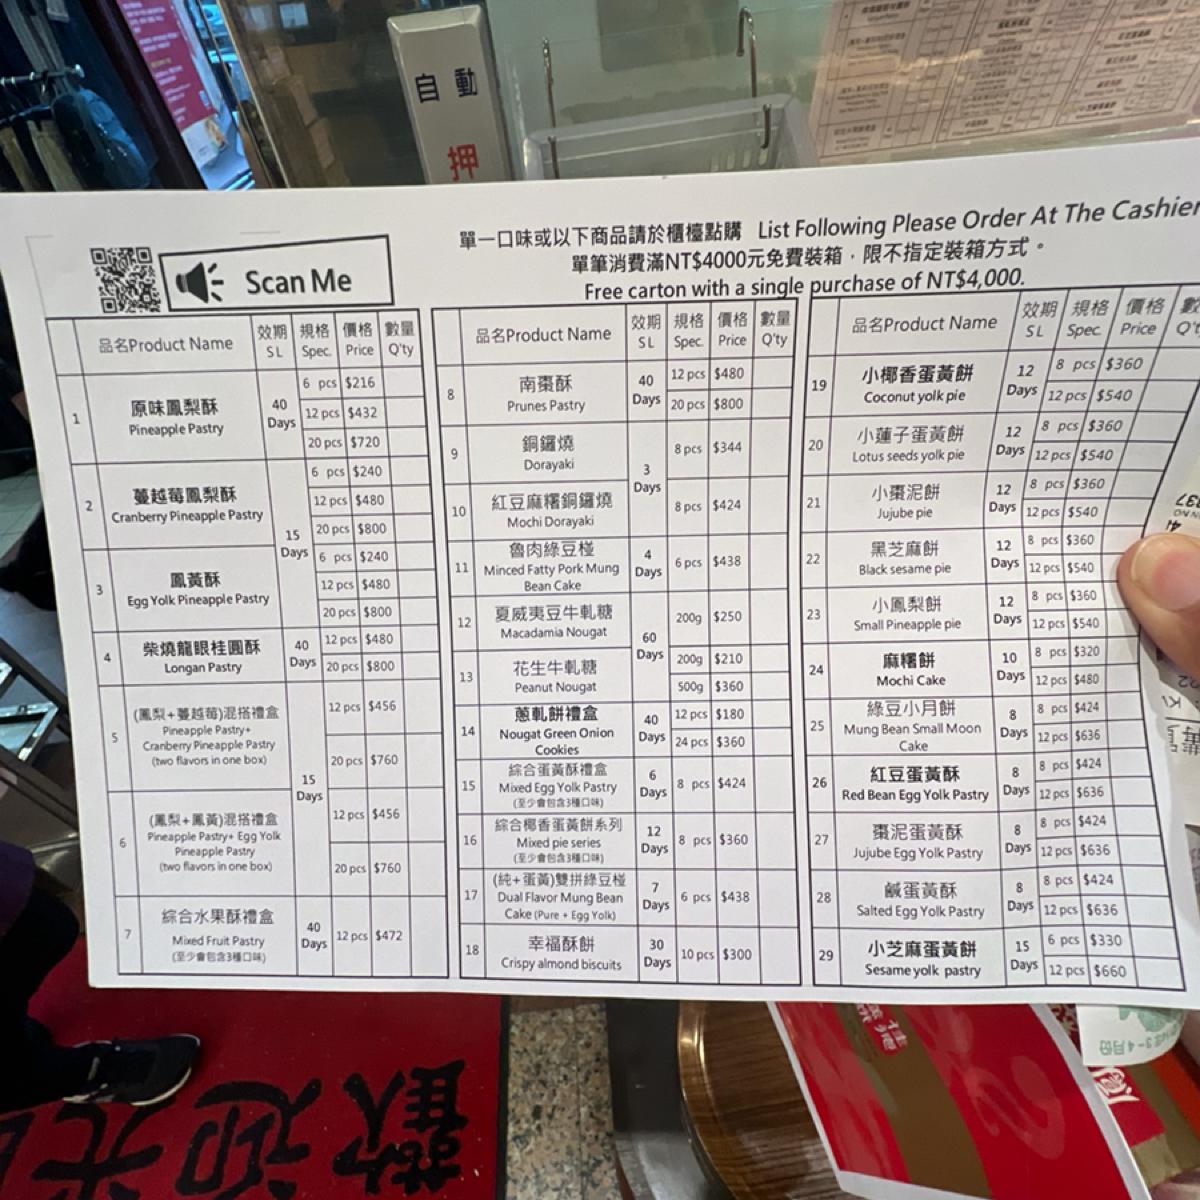 自動
押
Scan Me
單一口味或以下商品請於櫃檯點購 List Following Please Order At The Cashier
單筆消費滿NT$4000元免費裝箱，限不指定裝箱方式。
Free carton with a single purchase of NT$4,000.
品名Product Name 效期 SL 規格 Spec. 價格 Price 數量 Q'ty
1 原味鳳梨酥 Pineapple Pastry 40 Days
6 pcs $216
12 pcs $432
20 pcs $720
2 蔓越莓鳳梨酥 Cranberry Pineapple Pastry 15 Days
6 pcs $240
12 pcs $480
20 pcs $800
3 鳳黃酥 Egg Yolk Pineapple Pastry
6 pcs $240
12 pcs $480
20 pcs $800
4 柴燒龍眼桂圓酥 Longan Pastry 40 Days
12 pcs $480
20 pcs $800
5 (鳳梨+蔓越莓)混搭禮盒
Pineapple Pastry+
Cranberry Pineapple Pastry
(two flavors in one box)
15 Days
12 pcs $456
20 pcs $760
6 (鳳梨+鳳黃)混搭禮盒
Pineapple Pastry+ Egg Yolk
Pineapple Pastry
(two flavors in one box)
12 pcs $456
20 pcs $760
7 綜合水果酥禮盒
Mixed Fruit Pastry
(至少會包含3種口味)
40 Days 12 pcs $472
品名Product Name 效期 SL 規格 Spec. 價格 Price 數量 Q'ty
8 南棗酥 Prunes Pastry 40 Days
12 pcs $480
20 pcs $800
9 銅鑼燒 Dorayaki 3 Days 8 pcs $344
10 紅豆麻糬銅鑼燒 Mochi Dorayaki 8 pcs $424
11 魯肉綠豆椪
Minced Fatty Pork Mung
Bean Cake
4 Days 6 pcs $438
12 夏威夷豆牛軋糖 Macadamia Nougat 60 Days 200g $250
13 花生牛軋糖 Peanut Nougat
200g $210
500g $360
14 蔥軋餅禮盒
Nougat Green Onion
Cookies
40 Days
12 pcs $180
24 pcs $360
15 綜合蛋黃酥禮盒
Mixed Egg Yolk Pastry
(至少會包含3種口味)
6 Days 8 pcs $424
16 綜合椰香蛋黃餅系列
Mixed pie series
(至少會包含3種口味)
12 Days 8 pcs $360
17 (純+蛋黃)雙拼綠豆椪
Dual Flavor Mung Bean
Cake (Pure + Egg Yolk)
7 Days 6 pcs $438
18 幸福酥餅 Crispy almond biscuits 30 Days 10 pcs $300
品名Product Name 效期 SL 規格 Spec. 價格 Price 數 Q't
19 小椰香蛋黃餅 Coconut yolk pie 12 Days
8 pcs $360
12 pcs $540
20 小蓮子蛋黃餅 Lotus seeds yolk pie 12 Days
8 pcs $360
12 pcs $540
21 小棗泥餅 Jujube pie 12 Days
8 pcs $360
12 pcs $540
22 黑芝麻餅 Black sesame pie 12 Days
8 pcs $360
12 pcs $540
23 小鳳梨餅 Small Pineapple pie 12 Days
8 pcs $360
12 pcs $540
24 麻糬餅 Mochi Cake 10 Days
8 pcs $320
12 pcs $480
25 綠豆小月餅
Mung Bean Small Moon
Cake
8 Days
8 pcs $424
12 pcs $636
26 紅豆蛋黃酥 Red Bean Egg Yolk Pastry 8 Days
8 pcs $424
12 pcs $636
27 棗泥蛋黃酥 Jujube Egg Yolk Pastry 8 Days
8 pcs $424
12 pcs $636
28 鹹蛋黃酥 Salted Egg Yolk Pastry 8 Days
8 pcs $424
12 pcs $636
29 小芝麻蛋黃餅 Sesame yolk pastry 15 Days
6 pcs $330
12 pcs $660
歡迎光